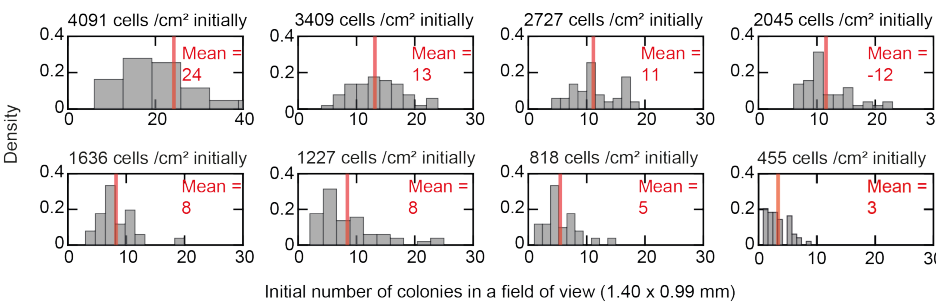 4091 cells /cm² initially
3409 cells /cm² initially
2727 cells /cm² initially
2045 cells /cm² initially
0.4
0.2
0
0 20 40
Mean =
24
0.4
0.2
0
0 10 20 30
Mean =
13
0.4
0.2
0
0 10 20 30
Mean =
11
0.4
0.2
0
0 10 20 3
Mean =
-12
Density
1636 cells /cm² initially
1227 cells /cm² initially
818 cells /cm² initially
455 cells /cm² initially
0.4
0.2
0
0 10 20 30
Mean =
8
0.4
0.2
0
0 10 20 30
Mean =
8
0.4
0.2
0
0 10 20 30
Mean =
5
0.4
0.2
0
0 10 20 30
Mean =
3
Initial number of colonies in a field of view (1.40 x 0.99 mm)